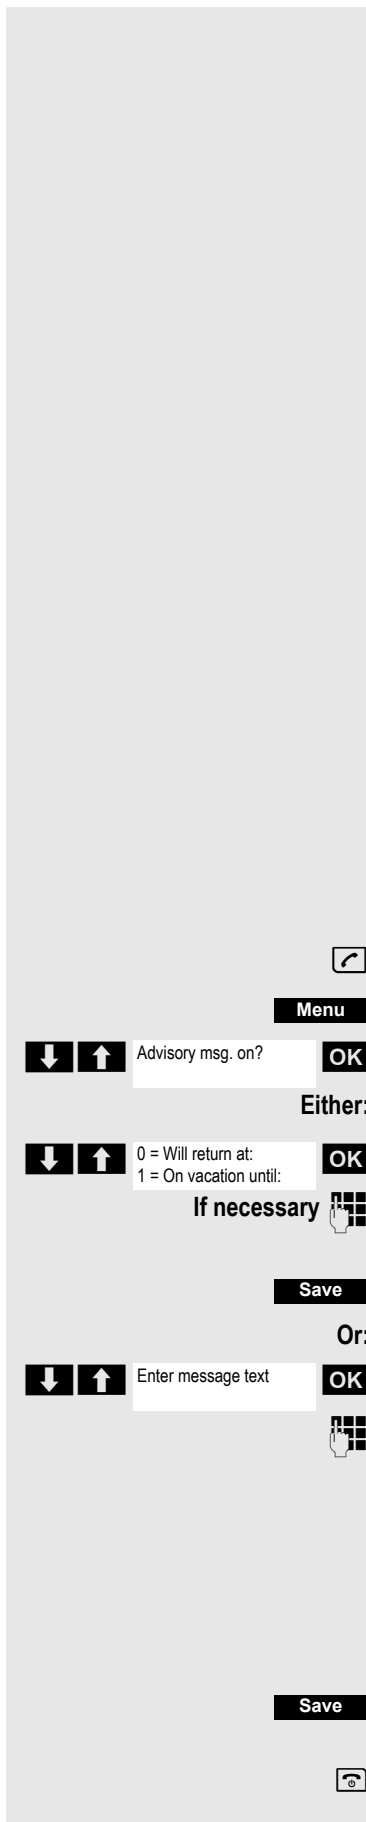 Menu
Advisory msg. on? OK
Either:
0 = Will return at: OK
1 = On vacation until:
If necessary
Save
Or:
Enter message text OK
Save